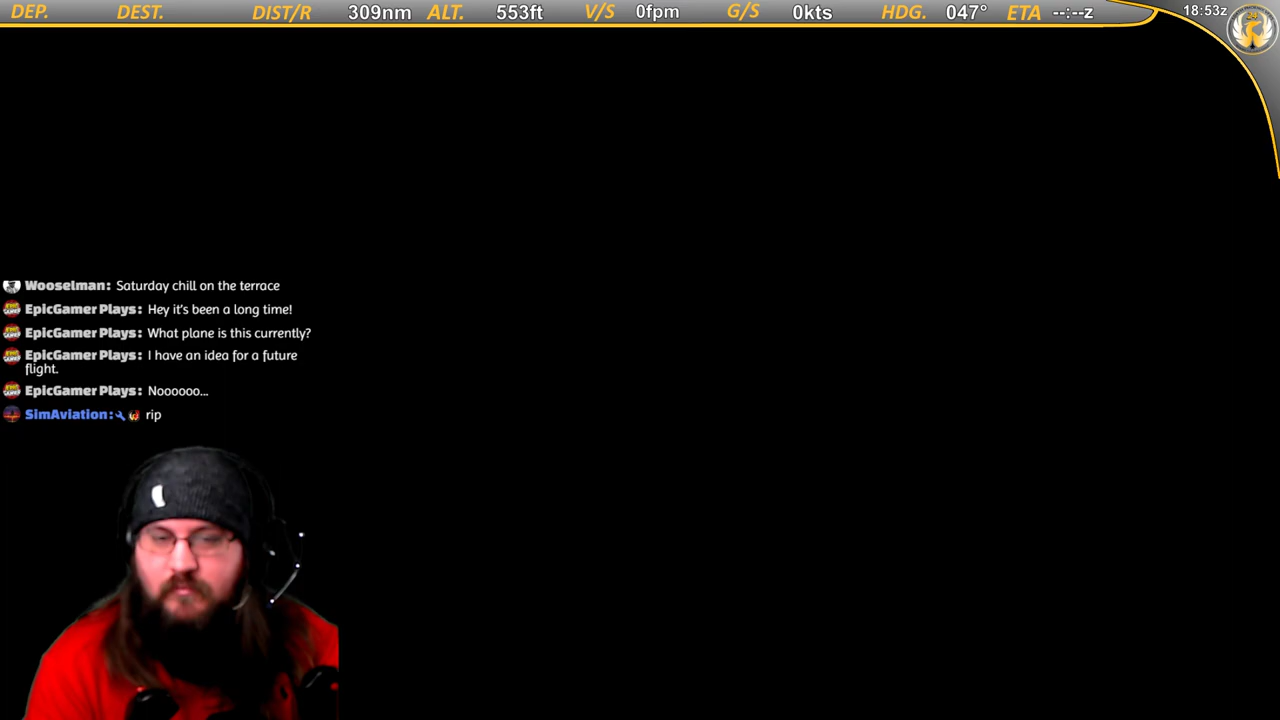 DEP. DEST. DIST/R 309nm ALT. 553ft V/S 0fpm G/S 0kts HDG. 047° ETA --:--z 18:53z
24
Wooselman: Saturday chill on the terrace
EpicGamer Plays: Hey it's been a long time!
EpicGamer Plays: What plane is this currently?
EpicGamer Plays: I have an idea for a future
flight.
EpicGamer Plays: Noooooo...
SimAviation: rip